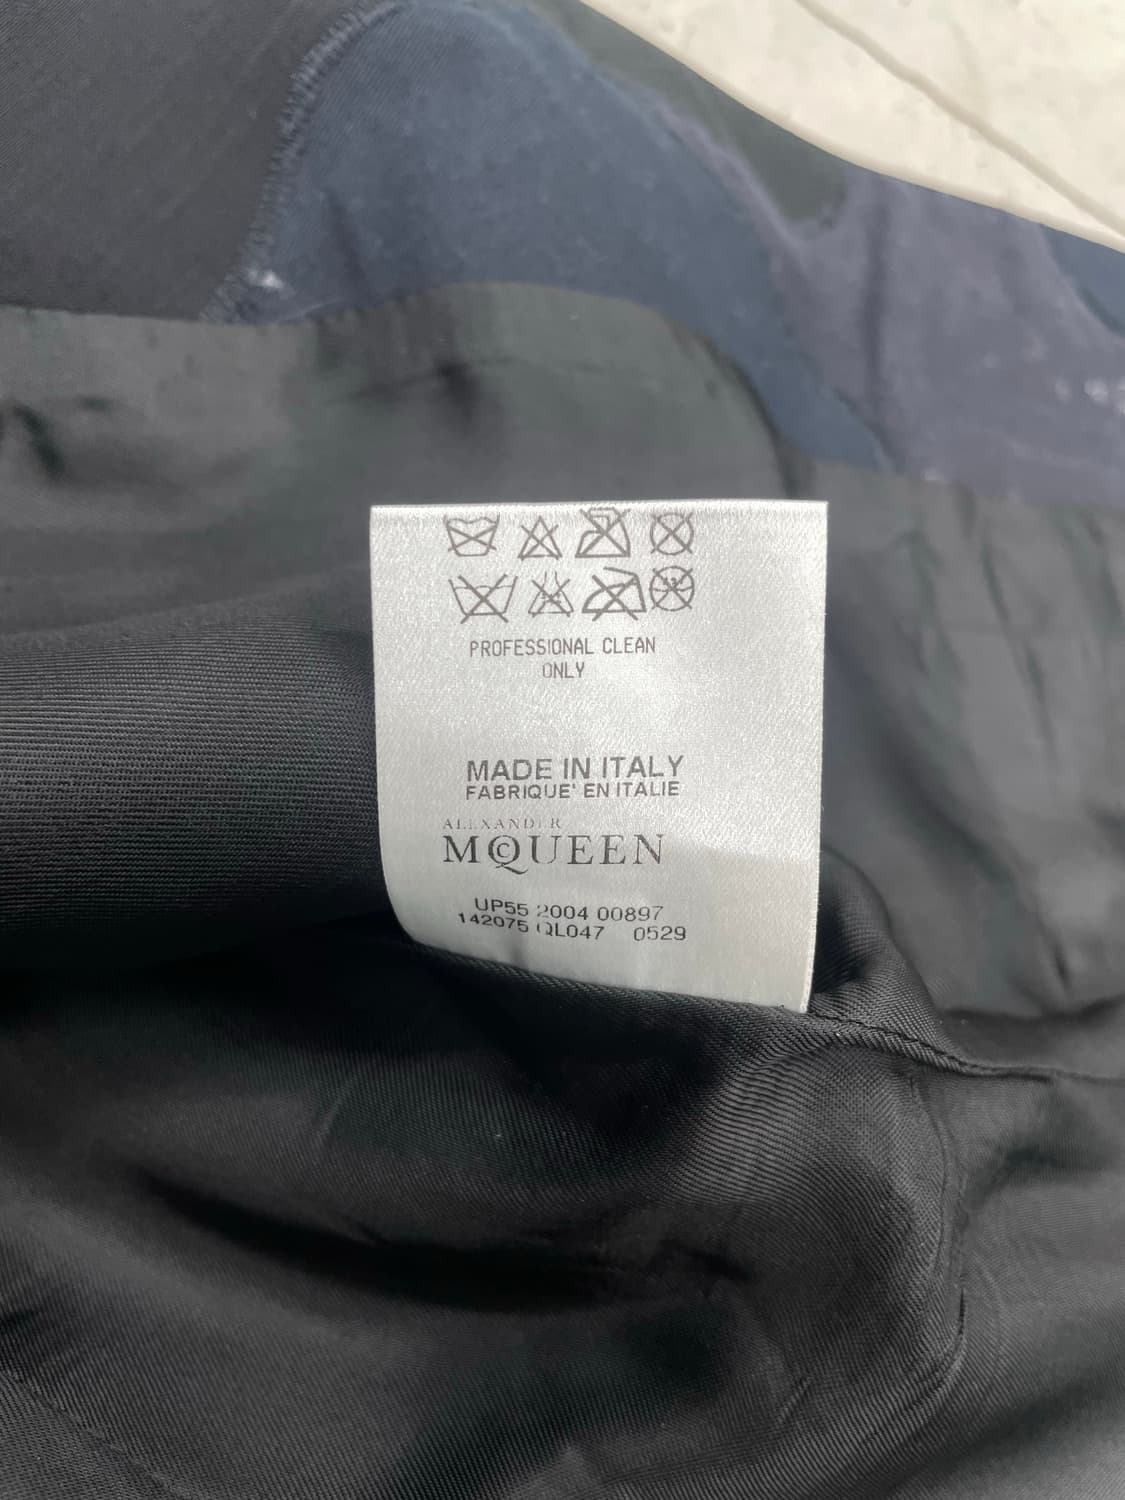 PROFESSIONAL CLEAN
ONLY
MADE IN ITALY
FABRIQUE' EN ITALIE
ALEXANDER
MCQUEEN
UP55 2004 00897
142075 QL047 0529